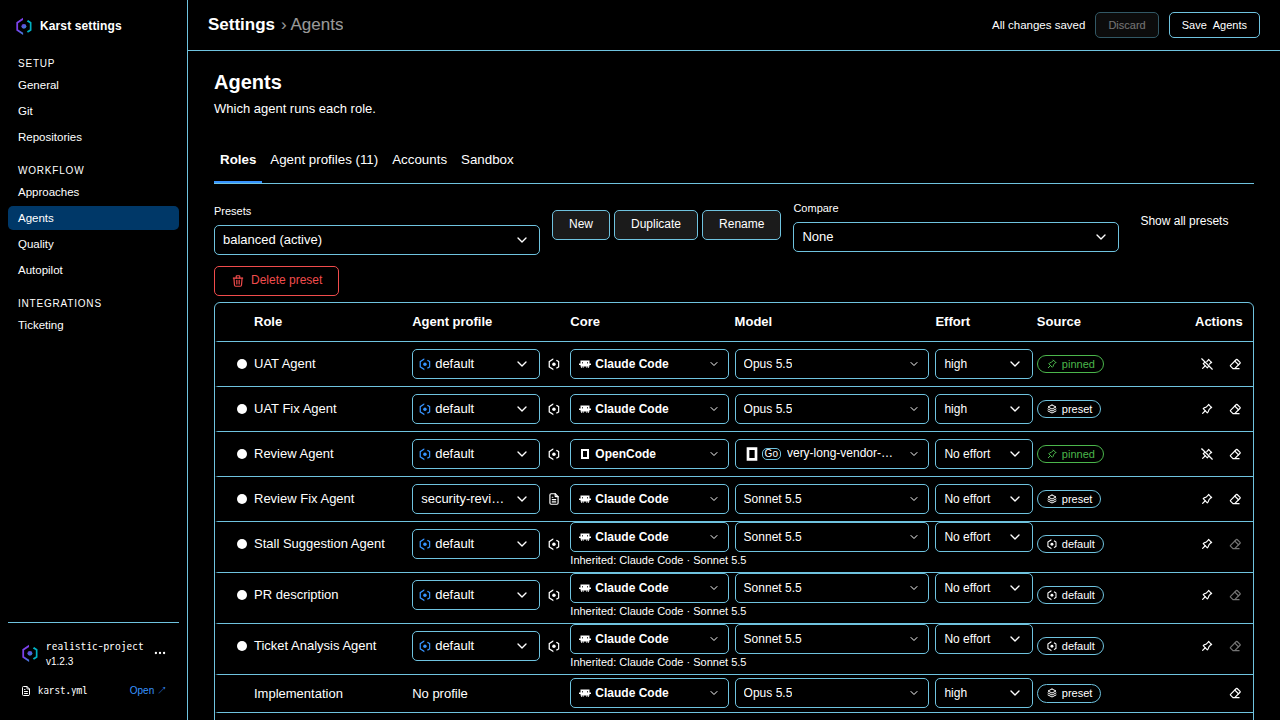 Karst settings
SETUP
General
Git
Repositories
WORKFLOW
Approaches
Agents
Quality
Autopilot
INTEGRATIONS
Ticketing
realistic-project
v1.2.3
karst.yml Open ↗
Settings › Agents
All changes saved Discard Save Agents
Agents
Which agent runs each role.
Roles Agent profiles (11) Accounts Sandbox
Presets
balanced (active)
New Duplicate Rename
Compare
None
Show all presets
Delete preset
Role Agent profile Core Model Effort Source Actions
UAT Agent default Claude Code Opus 5.5 high pinned
UAT Fix Agent default Claude Code Opus 5.5 high preset
Review Agent default OpenCode Go very-long-vendor-… No effort pinned
Review Fix Agent security-revi… Claude Code Sonnet 5.5 No effort preset
Stall Suggestion Agent default Claude Code Sonnet 5.5 No effort default
Inherited: Claude Code · Sonnet 5.5
PR description default Claude Code Sonnet 5.5 No effort default
Inherited: Claude Code · Sonnet 5.5
Ticket Analysis Agent default Claude Code Sonnet 5.5 No effort default
Inherited: Claude Code · Sonnet 5.5
Implementation No profile Claude Code Opus 5.5 high preset